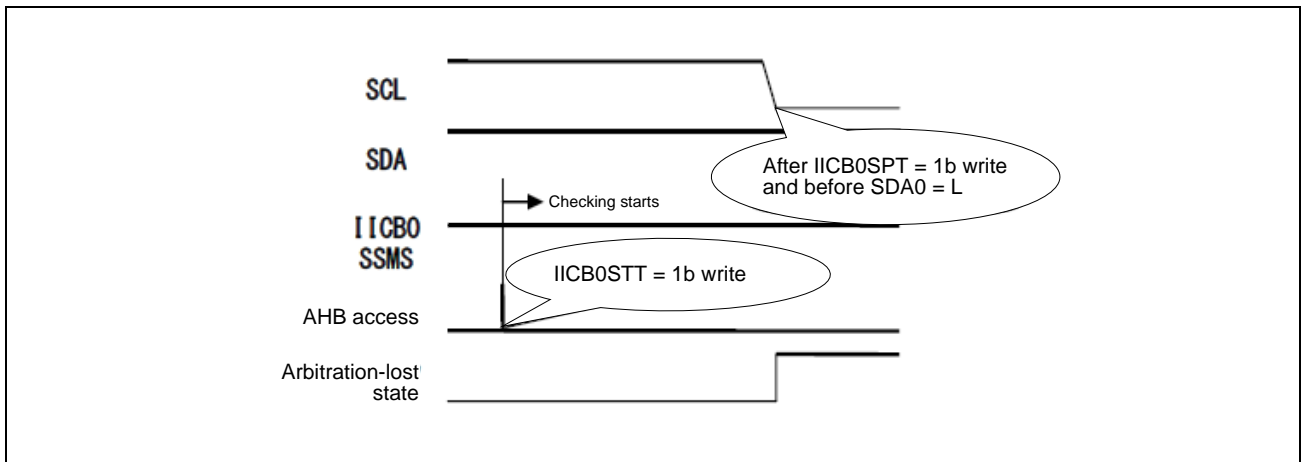 SCL
After IICB0SPT = 1b write
and before SDA0 = L
SDA
Checking starts
IICB0
SSMS
IICB0STT = 1b write
AHB access
Arbitration-lost
state